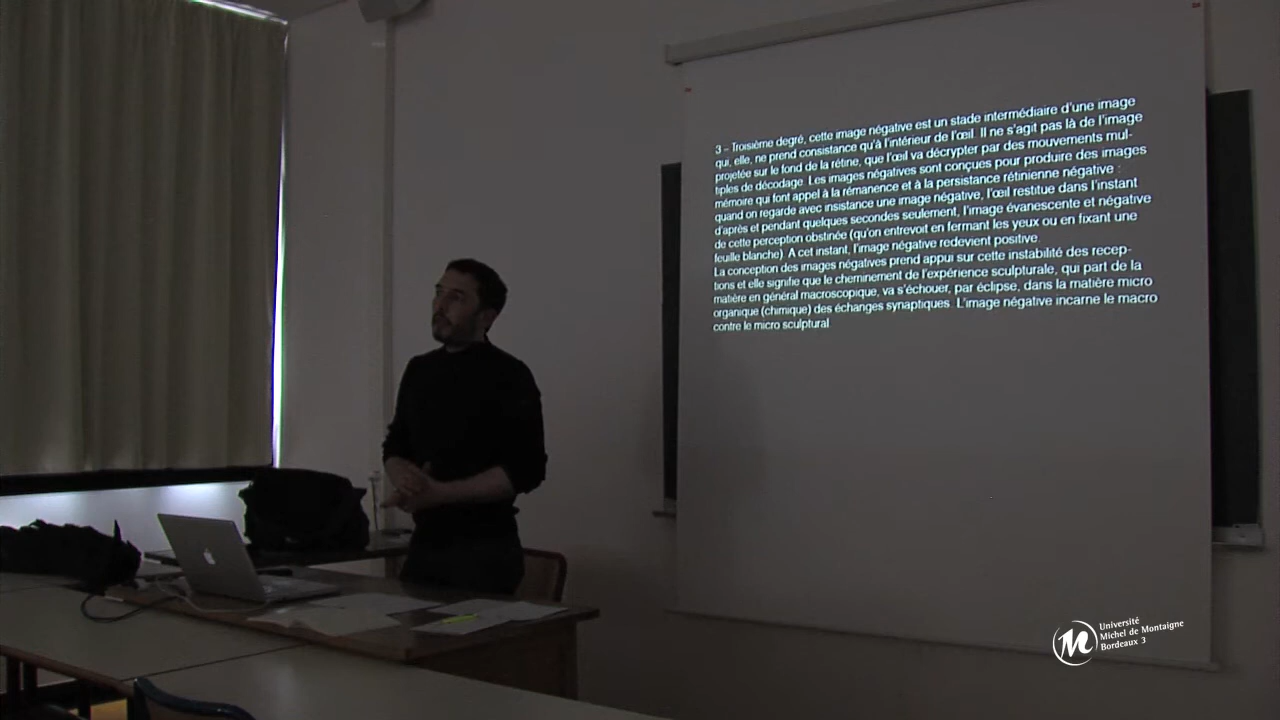 3 – Troisième degré, cette image négative est un stade intermédiaire d'une image
qui, elle, ne prend consistance qu'à l'intérieur de l'œil. Il ne s'agit pas là de l'image
projetée sur le fond de la rétine, que l'œil va décrypter par des mouvements mul-
tiples de décodage. Les images négatives sont conçues pour produire des images
mémoire qui font appel à la rémanence et à la persistance rétinienne négative :
quand on regarde avec insistance une image négative, l'œil restitue dans l'instant
d'après et pendant quelques secondes seulement, l'image évanescente et négative
de cette perception obstinée (qu'on entrevoit en fermant les yeux ou en fixant une
feuille blanche). A cet instant, l'image négative redevient positive.
La conception des images négatives prend appui sur cette instabilité des recep-
tions et elle signifie que le cheminement de l'expérience sculpturale, qui part de la
matière en général macroscopique, va s'échouer, par éclipse, dans la matière micro
organique (chimique) des échanges synaptiques. L'image négative incarne le macro
contre le micro sculptural.
Université
Michel de Montaigne
Bordeaux 3